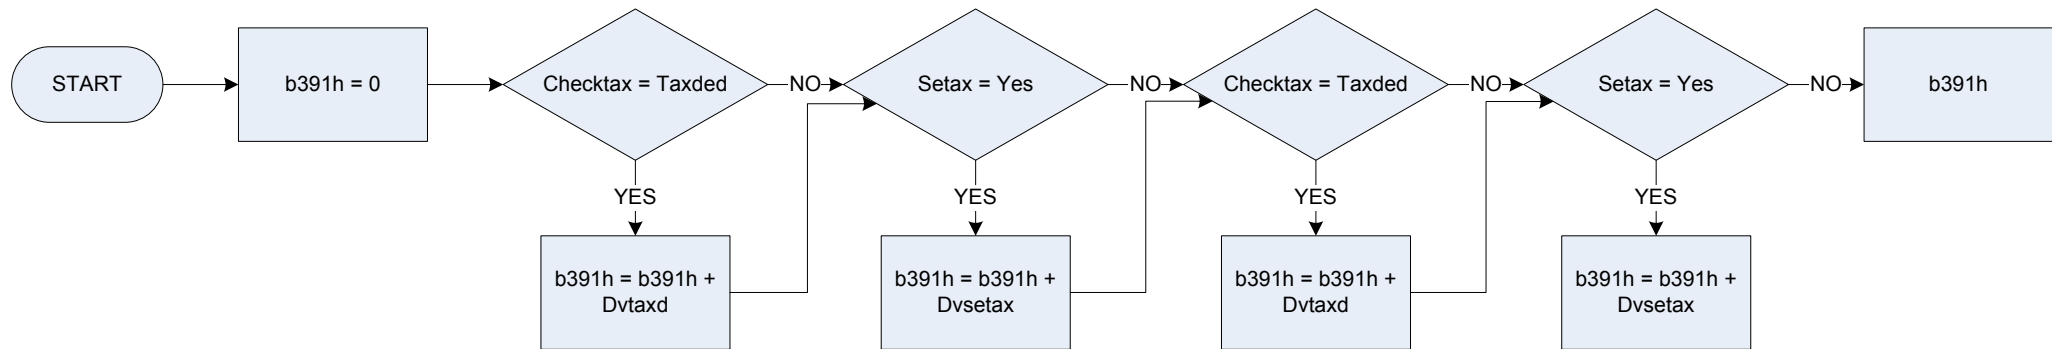 START
b391h = 0
Checktax = Taxded
NO
Setax = Yes
NO
Checktax = Taxded
NO
Setax = Yes
NO
b391h
YES
YES
YES
YES
b391h = b391h +
Dvtaxd
b391h = b391h +
Dvsetax
b391h = b391h +
Dvtaxd
b391h = b391h +
Dvsetax